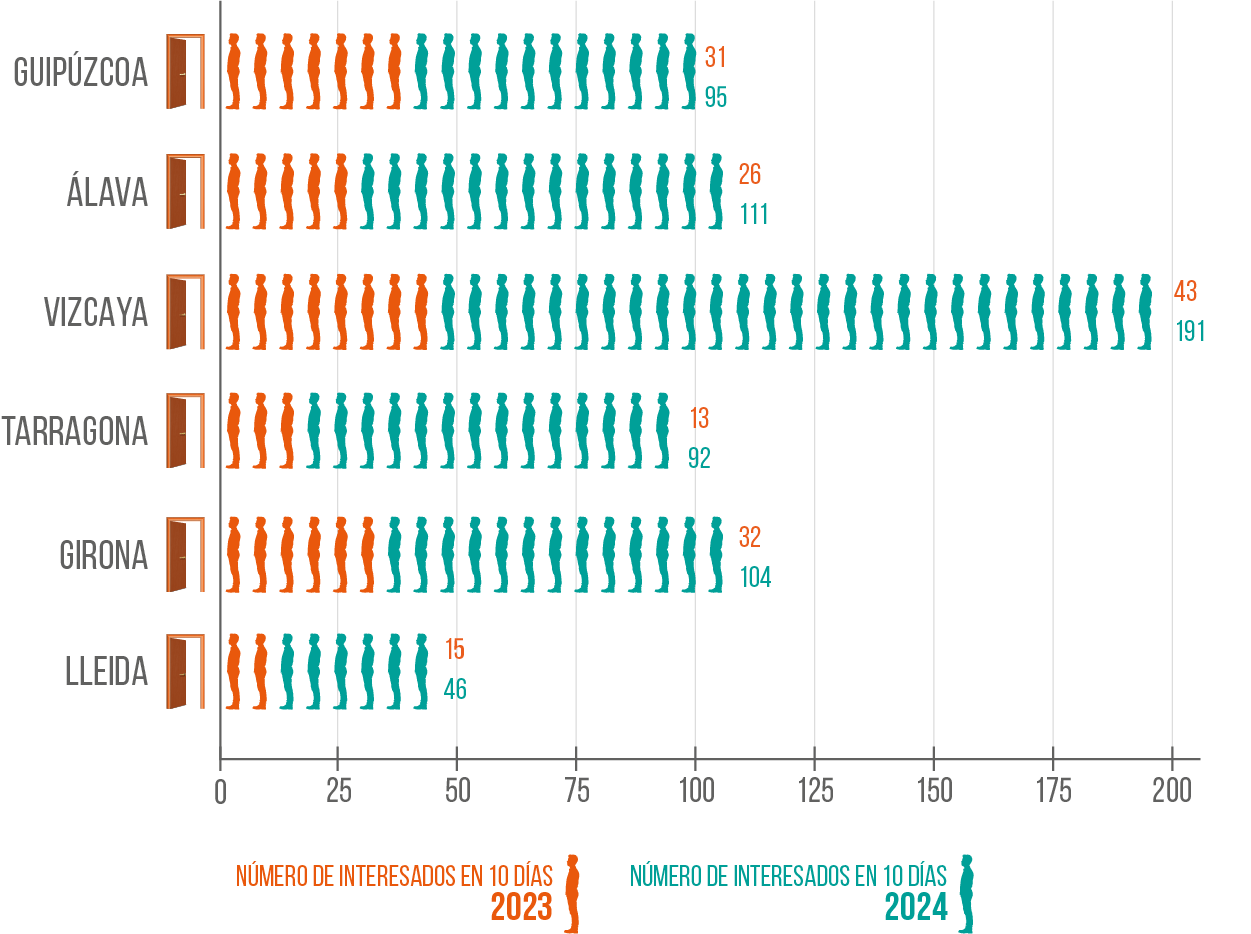 GUIPÚZCOA
31
95
ÁLAVA
26
111
VIZCAYA
43
191
TARRAGONA
13
92
GIRONA
32
104
LLEIDA
15
46
0 25 50 75 100 125 150 175 200
NÚMERO DE INTERESADOS EN 10 DÍAS
2023
NÚMERO DE INTERESADOS EN 10 DÍAS
2024